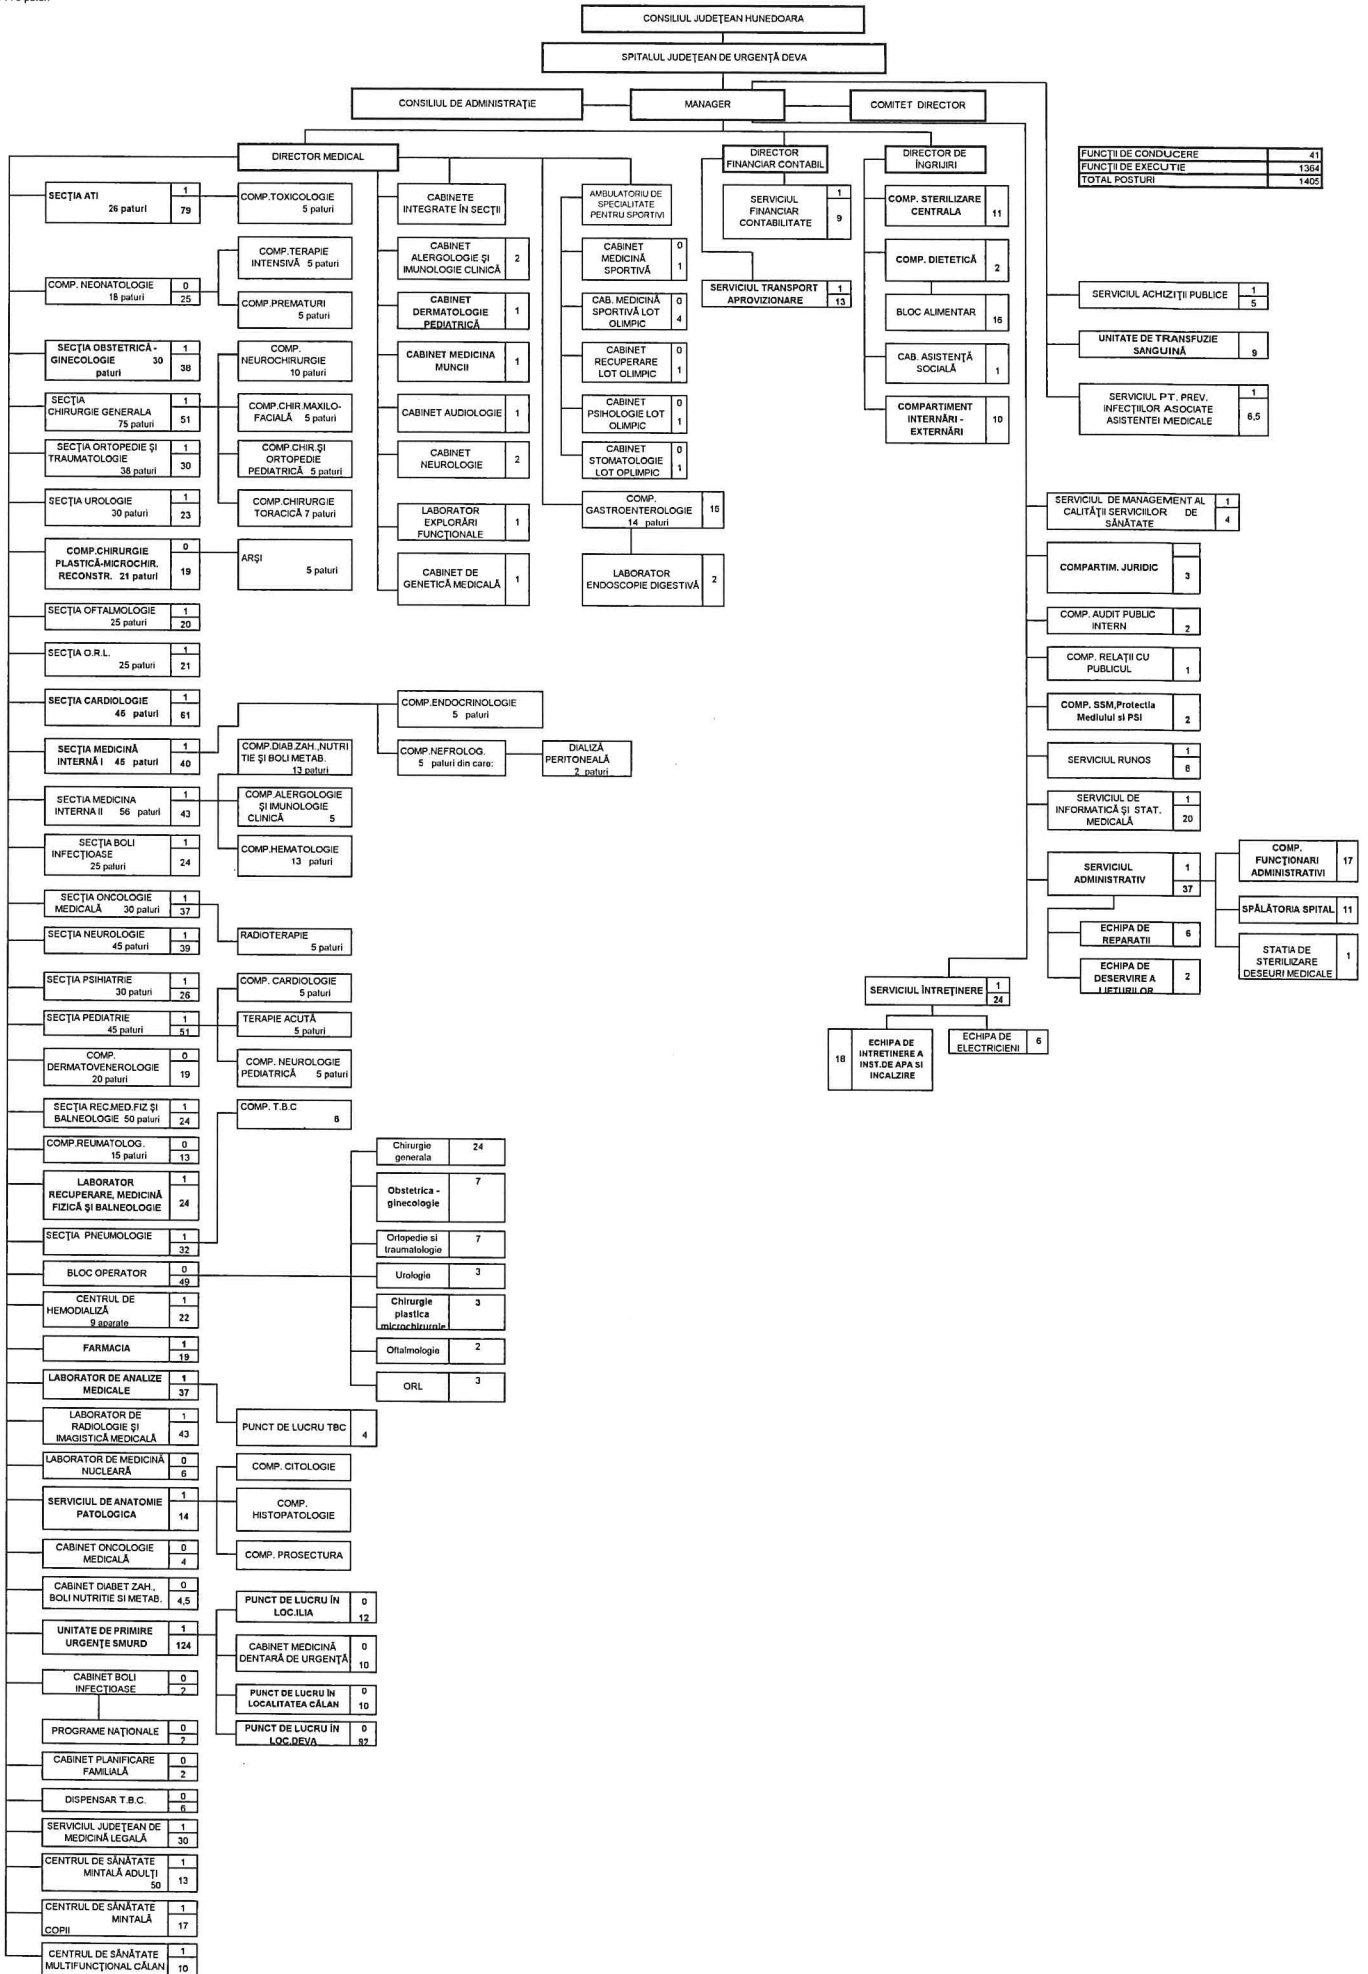 paturi
CONSILIUL JUDEȚEAN HUNEDOARA
SPITALUL JUDEȚEAN DE URGENȚĂ DEVA
CONSILIUL DE ADMINISTRAȚIE
MANAGER
COMITET DIRECTOR
FUNCȚII DE CONDUCERE 41
FUNCȚII DE EXECUTIE 1364
TOTAL POSTURI 1405
DIRECTOR MEDICAL
DIRECTOR
FINANCIAR CONTABIL
DIRECTOR DE
ÎNGRIJIRI
SECȚIA ATI 1
26 paturi 79
COMP. NEONATOLOGIE 0
18 paturi 25
SECȚIA OBSTETRICĂ - 1
GINECOLOGIE 30
paturi 38
SECȚIA 1
CHIRURGIE GENERALA
75 paturi 51
SECȚIA ORTOPEDIE ȘI 1
TRAUMATOLOGIE
38 paturi 30
SECȚIA UROLOGIE 1
30 paturi 23
COMP.CHIRURGIE 0
PLASTICĂ-MICROCHIR.
RECONSTR. 21 paturi 19
SECȚIA OFTALMOLOGIE 1
25 paturi 20
SECȚIA O.R.L. 1
25 paturi 21
SECȚIA CARDIOLOGIE 1
46 paturi 61
SECȚIA MEDICINĂ 1
INTERNĂ I 46 paturi 40
SECTIA MEDICINA 1
INTERNA II 56 paturi 43
SECȚIA BOLI 1
INFECȚIOASE
25 paturi 24
SECȚIA ONCOLOGIE 1
MEDICALĂ 30 paturi 37
SECȚIA NEUROLOGIE 1
45 paturi 39
SECȚIA PSIHIATRIE 1
30 paturi 26
SECȚIA PEDIATRIE 1
45 paturi 51
COMP. 0
DERMATOVENEROLOGIE
20 paturi 19
SECȚIA REC.MED.FIZ ȘI 1
BALNEOLOGIE 50 paturi 24
COMP.REUMATOLOG. 0
15 paturi 13
LABORATOR 1
RECUPERARE, MEDICINĂ
FIZICĂ ȘI BALNEOLOGIE 24
SECȚIA PNEUMOLOGIE 1
32
BLOC OPERATOR 0
49
CENTRUL DE 1
HEMODIALIZĂ
9 aparate 22
FARMACIA 1
19
LABORATOR DE ANALIZE 1
MEDICALE 37
LABORATOR DE 1
RADIOLOGIE ȘI
IMAGISTICĂ MEDICALĂ 43
LABORATOR DE MEDICINĂ 0
NUCLEARĂ 6
SERVICIUL DE ANATOMIE 1
PATOLOGICA 14
CABINET ONCOLOGIE 0
MEDICALĂ 4
CABINET DIABET ZAH., 0
BOLI NUTRITIE SI METAB. 4,5
UNITATE DE PRIMIRE 1
URGENȚE SMURD 124
CABINET BOLI 0
INFECȚIOASE 2
PROGRAME NAȚIONALE 0
2
CABINET PLANIFICARE 0
FAMILIALĂ 2
DISPENSAR T.B.C. 0
6
SERVICIUL JUDEȚEAN DE 1
MEDICINĂ LEGALĂ 30
CENTRUL DE SĂNĂTATE 1
MINTALĂ ADULȚI
50 13
CENTRUL DE SĂNĂTATE 1
MINTALĂ
COPII 17
CENTRUL DE SĂNĂTATE 1
MULTIFUNCȚIONAL CĂLAN 10
COMP.TOXICOLOGIE
5 paturi
COMP.TERAPIE
INTENSIVĂ 5 paturi
COMP.PREMATURI
5 paturi
COMP.
NEUROCHIRURGIE
10 paturi
COMP.CHIR.MAXILO-
FACIALĂ 5 paturi
COMP.CHIR.ȘI
ORTOPEDIE
PEDIATRICĂ 5 paturi
COMP.CHIRURGIE
TORACICĂ 7 paturi
ARȘI
5 paturi
COMP.DIAB.ZAH.,NUTRI
TIE ȘI BOLI METAB.
13 paturi
COMP.ALERGOLOGIE
ȘI IMUNOLOGIE
CLINICĂ 5
COMP.HEMATOLOGIE
13 paturi
RADIOTERAPIE
5 paturi
COMP. CARDIOLOGIE
5 paturi
TERAPIE ACUTĂ
5 paturi
COMP. NEUROLOGIE
PEDIATRICĂ 5 paturi
COMP. T.B.C
6
PUNCT DE LUCRU TBC
4
COMP. CITOLOGIE
COMP.
HISTOPATOLOGIE
COMP. PROSECTURA
PUNCT DE LUCRU ÎN 0
LOC.ILIA 12
CABINET MEDICINĂ 0
DENTARĂ DE URGENȚĂ 10
PUNCT DE LUCRU ÎN 0
LOCALITATEA CĂLAN 10
PUNCT DE LUCRU ÎN 0
LOC.DEVA 92
CABINETE
INTEGRATE ÎN SECȚII
CABINET
ALERGOLOGIE ȘI 2
IMUNOLOGIE CLINICĂ
CABINET
DERMATOLOGIE 1
PEDIATRICĂ
CABINET MEDICINA 1
MUNCII
CABINET AUDIOLOGIE 1
CABINET 2
NEUROLOGIE
LABORATOR
EXPLORĂRI 1
FUNCȚIONALE
CABINET DE 1
GENETICĂ MEDICALĂ
COMP.ENDOCRINOLOGIE
5 paturi
COMP.NEFROLOG.
5 paturi din care:
DIALIZĂ
PERITONEALĂ
2 paturi
Chirurgie 24
generala
Obstetrica - 7
ginecologie
Ortopedie si 7
traumatologie
Urologie 3
Chirurgie 3
plastica
microchirurgie
Oftalmologie 2
ORL 3
AMBULATORIU DE
SPECIALITATE
PENTRU SPORTIVI
CABINET 0
MEDICINĂ
SPORTIVĂ 1
CAB. MEDICINĂ 0
SPORTIVĂ LOT 4
OLIMPIC
CABINET 0
RECUPERARE
LOT OLIMPIC 1
CABINET 0
PSIHOLOGIE LOT
OLIMPIC 1
CABINET 0
STOMATOLOGIE
LOT OPLIMPIC 1
COMP. 16
GASTROENTEROLOGIE
14 paturi
LABORATOR 2
ENDOSCOPIE DIGESTIVĂ
SERVICIUL 1
FINANCIAR
CONTABILITATE 9
SERVICIUL TRANSPORT 1
APROVIZIONARE 13
COMP. STERILIZARE
CENTRALA 11
COMP. DIETETICĂ 2
BLOC ALIMENTAR 16
CAB. ASISTENȚĂ
SOCIALĂ 1
COMPARTIMENT
INTERNĂRI - 10
EXTERNĂRI
SERVICIUL ACHIZIȚII PUBLICE 1
5
UNITATE DE TRANSFUZIE
SANGUINĂ 9
SERVICIUL PT. PREV. 1
INFECȚIILOR ASOCIATE
ASISTENTEI MEDICALE 6,5
SERVICIUL DE MANAGEMENT AL 1
CALITĂȚII SERVICIILOR DE
SĂNĂTATE 4
COMPARTIM. JURIDIC
3
COMP. AUDIT PUBLIC
INTERN 2
COMP. RELAȚII CU
PUBLICUL 1
COMP. SSM,Protectia
Mediului si PSI 2
SERVICIUL RUNOS 1
8
SERVICIUL DE 1
INFORMATICĂ ȘI STAT.
MEDICALĂ 20
SERVICIUL 1
ADMINISTRATIV
37
COMP.
FUNCȚIONARI 17
ADMINISTRATIVI
SPĂLĂTORIA SPITAL 11
STATIA DE
STERILIZARE 1
DESEURI MEDICALE
ECHIPA DE 6
REPARATII
ECHIPA DE
DESERVIRE A 2
LIFTURILOR
SERVICIUL ÎNTREȚINERE 1
24
18 ECHIPA DE
INTRETINERE A
INST.DE APA SI
INCALZIRE
ECHIPA DE 6
ELECTRICIENI